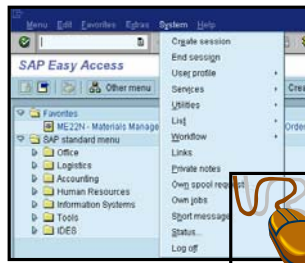 Menu Edit Favorites Extras System Help
SAP Easy Access
Other menu
Crea
Favorites
ME22N - Materials Manage
Order
SAP standard menu
Office
Logistics
Accounting
Human Resources
Information Systems
Tools
IDES
Create session
End session
User profile
Services
Utilities
List
Workflow
Links
Private notes
Own spool request
Own jobs
Short message
Status...
Log off